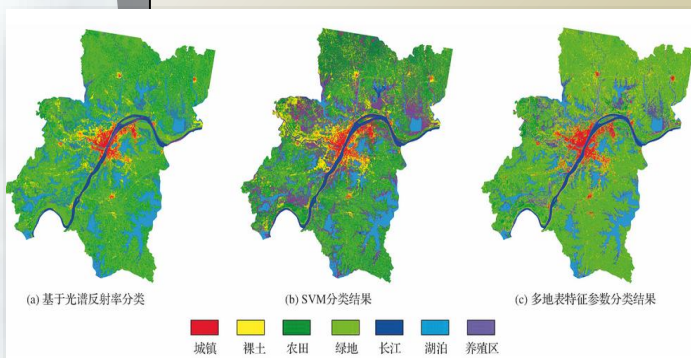 (a) 基于光谱反射率分类
(b) SVM分类结果
(c) 多地表特征参数分类结果
城镇
裸土
农田
绿地
长江
湖泊
养殖区